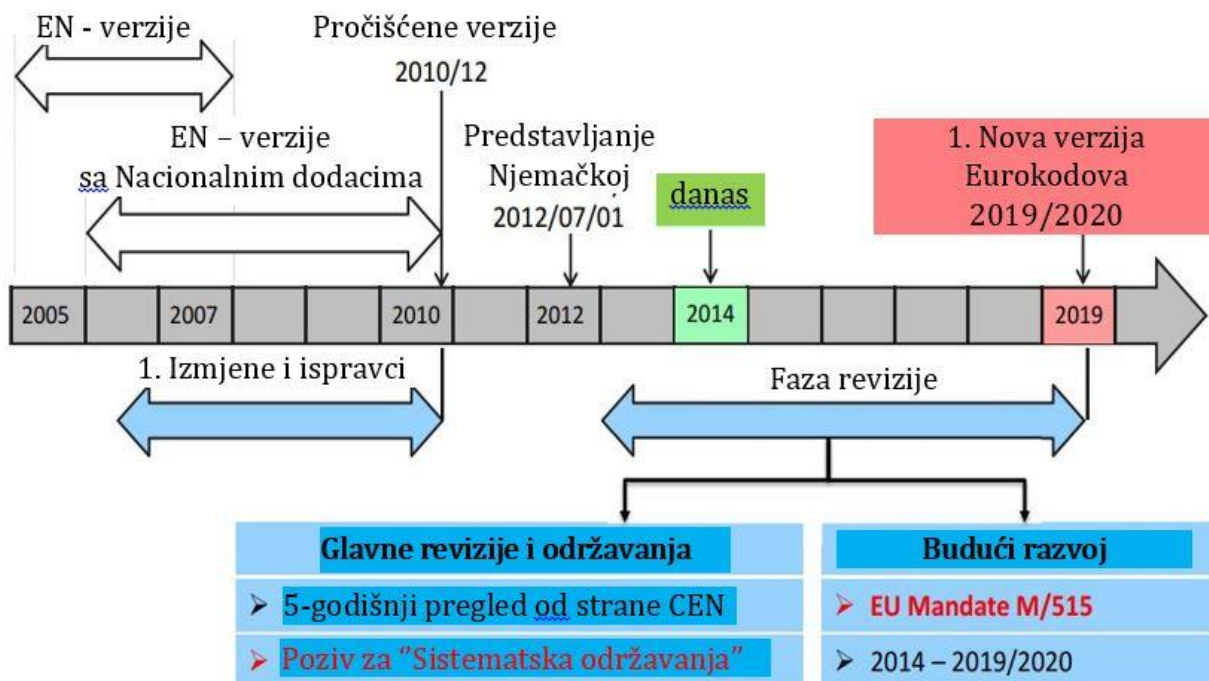 EN - verzije
Pročišćene verzije
2010/12
EN – verzije
sa Nacionalnim dodacima
Predstavljanje
Njemačkoj
2012/07/01
danas
1. Nova verzija
Eurokodova
2019/2020
2005
2007
2010
2012
2014
2019
1. Izmjene i ispravci
Faza revizije
Glavne revizije i održavanja
➢ 5-godišnji pregled od strane CEN
➢ Poziv za "Sistematska održavanja"
Budući razvoj
➢ EU Mandate M/515
➢ 2014 – 2019/2020